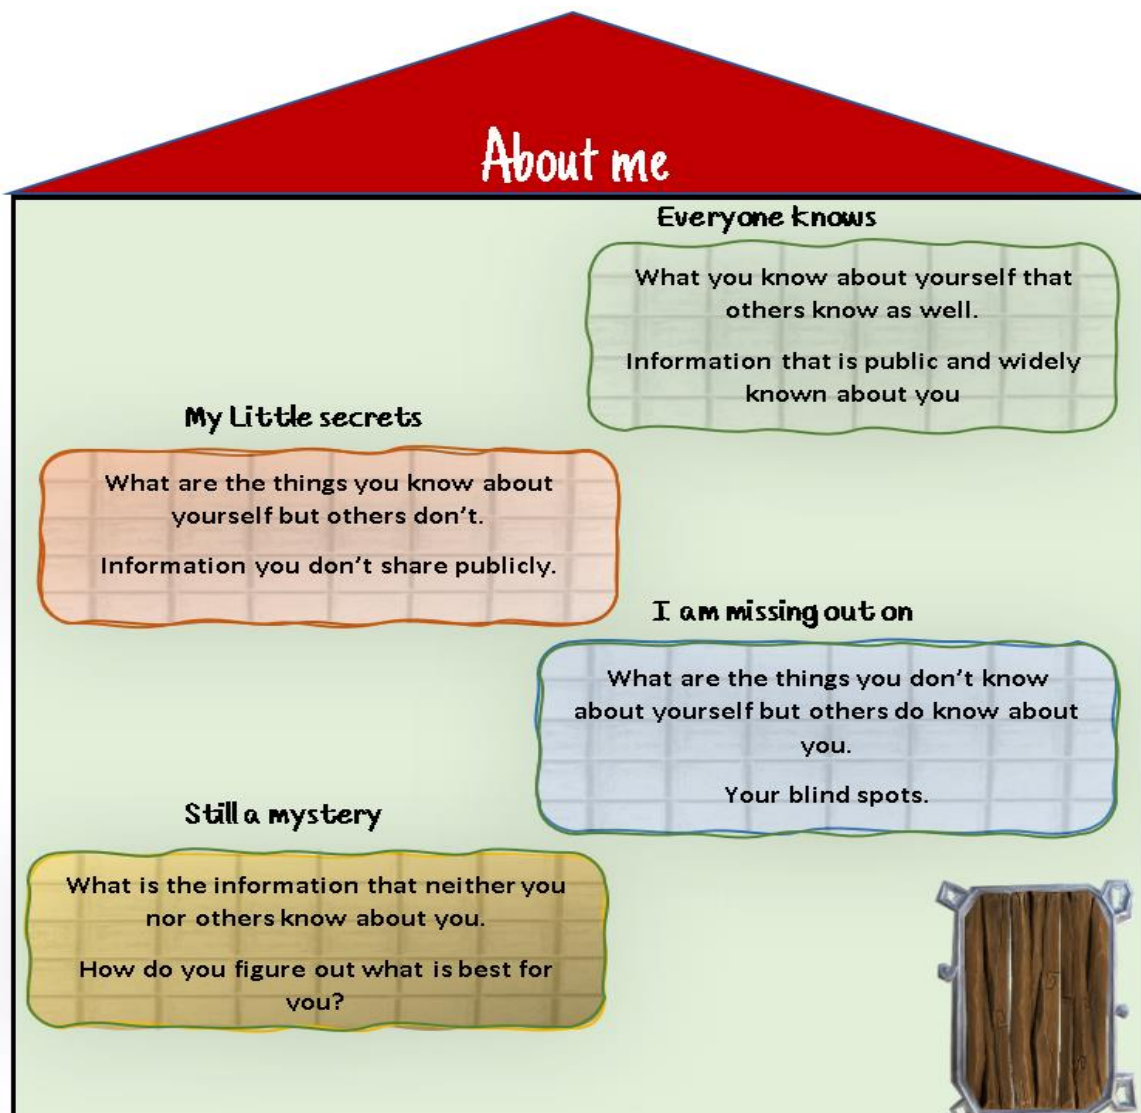 About me
Everyone knows
What you know about yourself that
others know as well.
Information that is public and widely
known about you
My Little secrets
What are the things you know about
yourself but others don't.
Information you don't share publicly.
I am missing out on
What are the things you don't know
about yourself but others do know about
you.
Your blind spots.
Still a mystery
What is the information that neither you
nor others know about you.
How do you figure out what is best for
you?